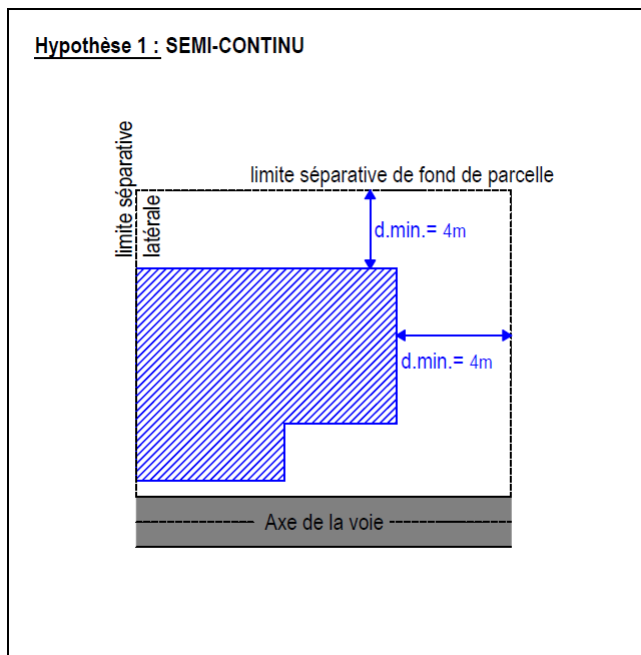 Hypothèse 1 : SEMI-CONTINU
limite séparative
latérale
limite séparative de fond de parcelle
d.min.= 4m
d.min.= 4m
Axe de la voie